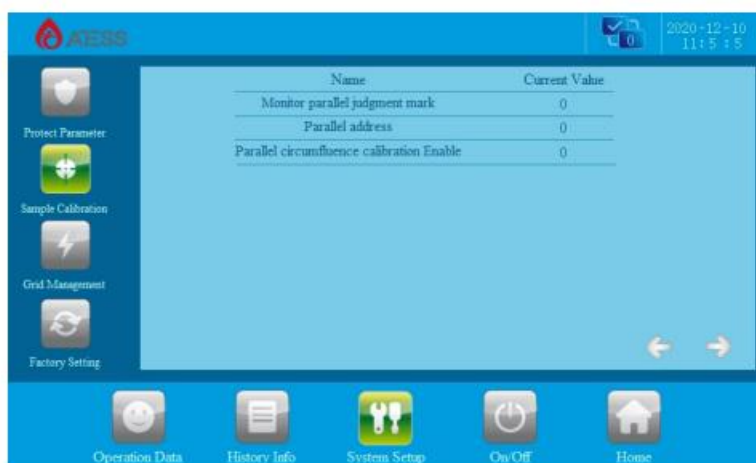 ATESS
0
2020-12-10
11:5 :5
Name Current Value
Monitor parallel judgment mark 0
Parallel address 0
Parallel circumfluence calibration Enable 0
Protect Parameter
Sample Calibration
Grid Management
Factory Setting
Operation Data
History Info
System Setup
On/Off
Home